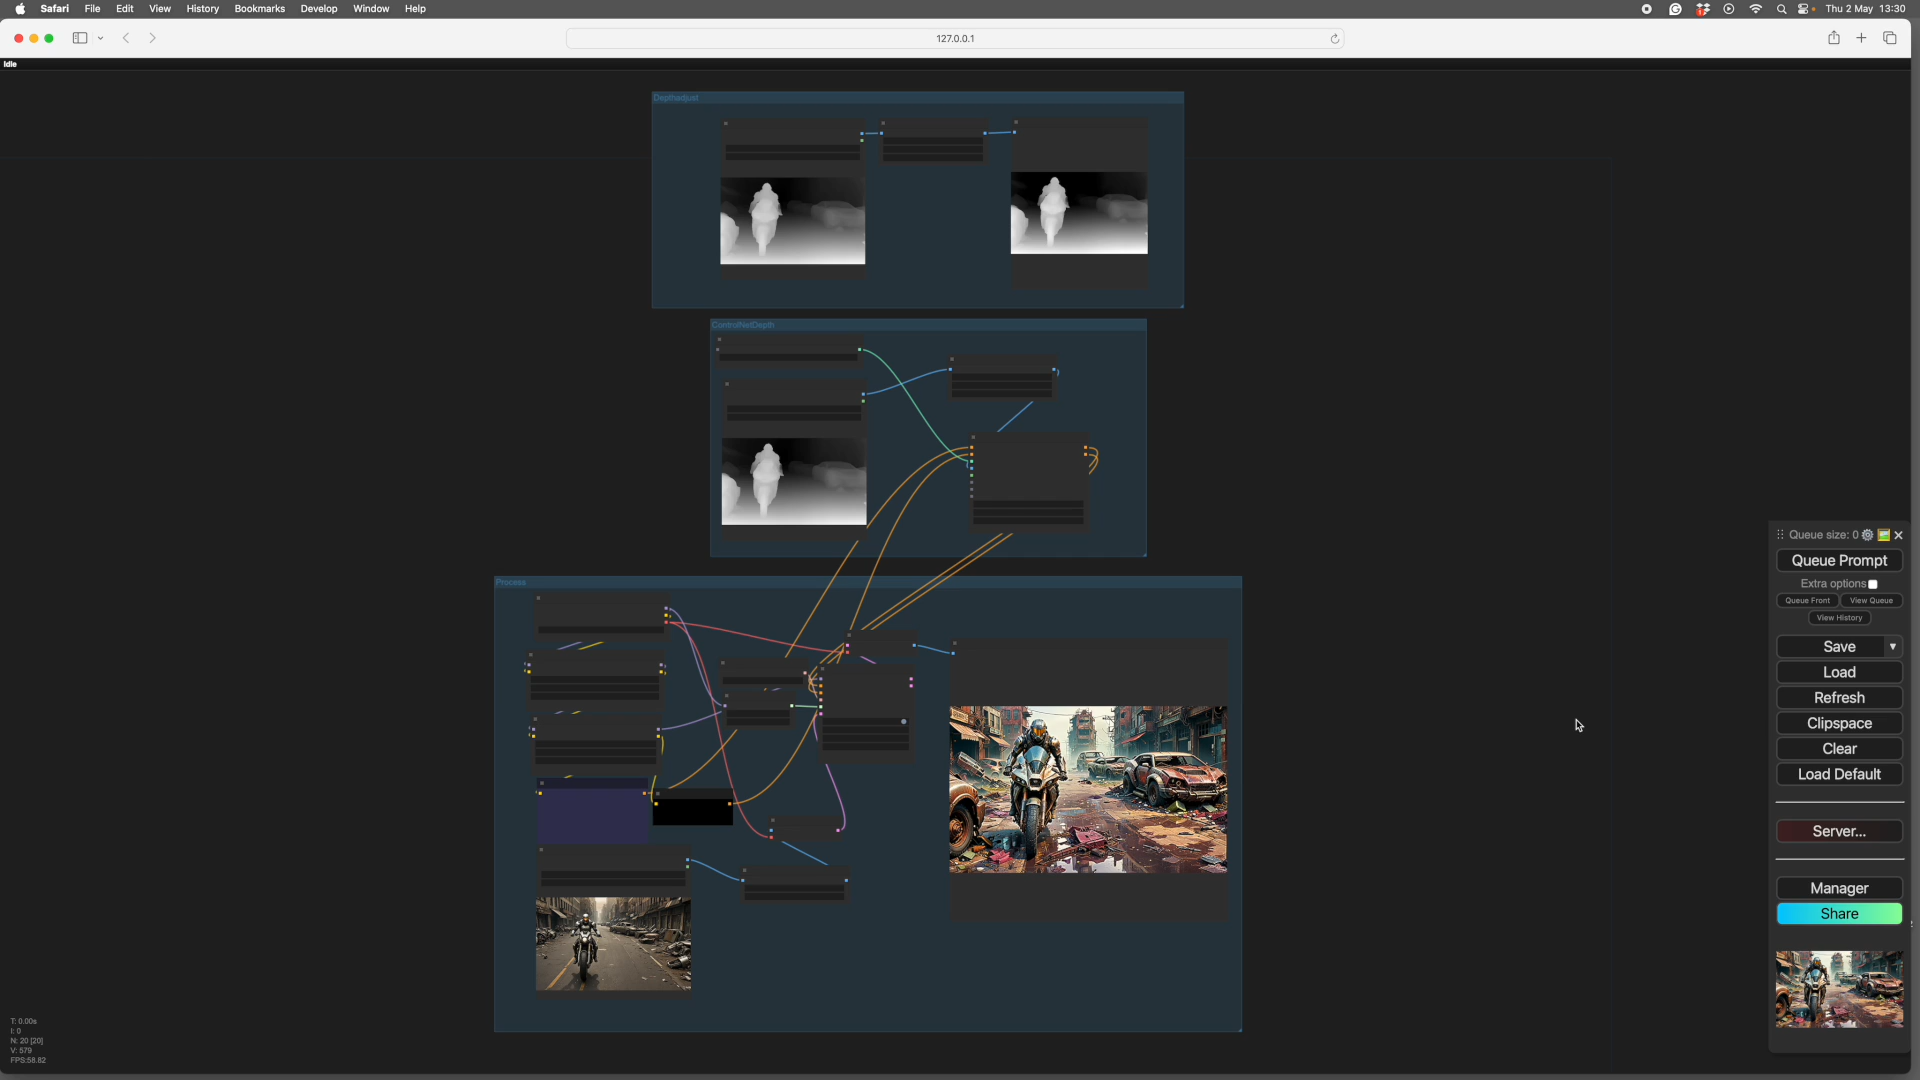 Safari File Edit View History Bookmarks Develop Window Help Thu 2 May 13:30
127.0.0.1
Idle
Depthadjust
ControlNetDepth
Process
Queue size: 0
Queue Prompt
Extra options
Queue Front View Queue
View History
Save ▼
Load
Refresh
Clipspace
Clear
Load Default
Server...
Manager
Share
T: 0.00s
I: 0
N: 20 [20]
V: 579
FPS:58.82